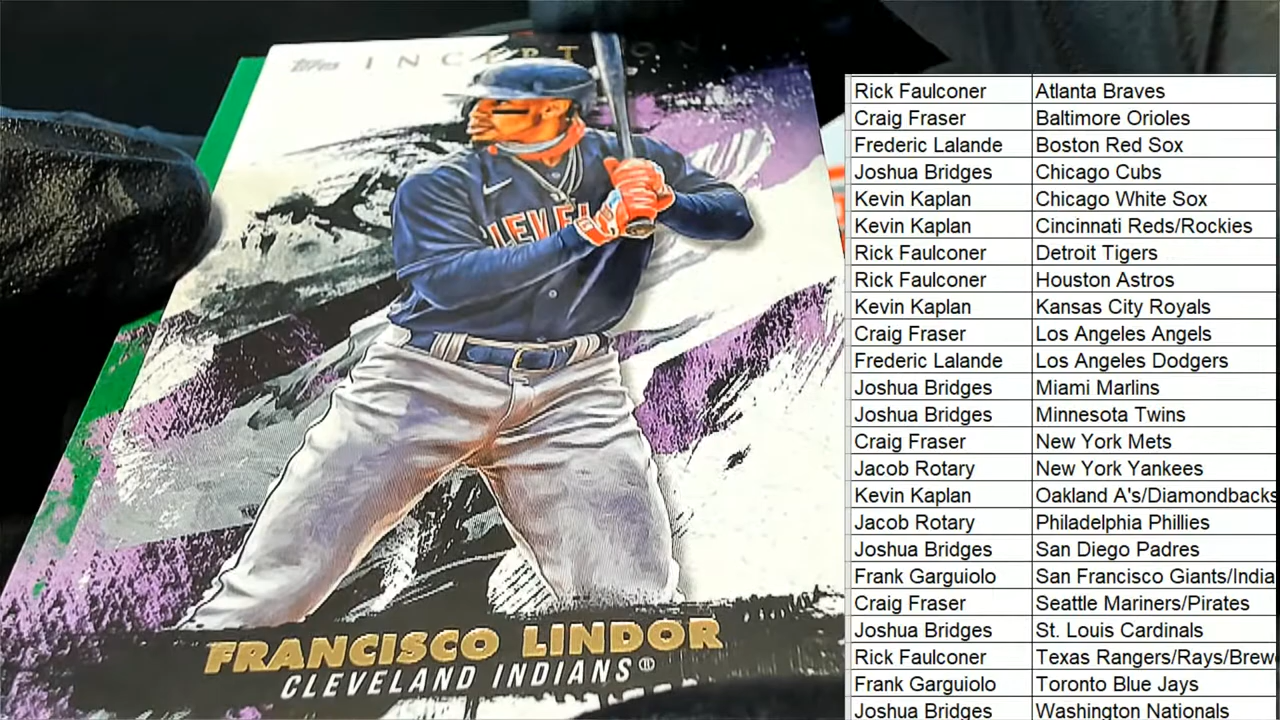 Topps INCEPTION
CLEVEL
FRANCISCO LINDOR
CLEVELAND INDIANS®
Rick Faulconer Atlanta Braves
Craig Fraser Baltimore Orioles
Frederic Lalande Boston Red Sox
Joshua Bridges Chicago Cubs
Kevin Kaplan Chicago White Sox
Kevin Kaplan Cincinnati Reds/Rockies
Rick Faulconer Detroit Tigers
Rick Faulconer Houston Astros
Kevin Kaplan Kansas City Royals
Craig Fraser Los Angeles Angels
Frederic Lalande Los Angeles Dodgers
Joshua Bridges Miami Marlins
Joshua Bridges Minnesota Twins
Craig Fraser New York Mets
Jacob Rotary New York Yankees
Kevin Kaplan Oakland A's/Diamondbacks
Jacob Rotary Philadelphia Phillies
Joshua Bridges San Diego Padres
Frank Garguiolo San Francisco Giants/India
Craig Fraser Seattle Mariners/Pirates
Joshua Bridges St. Louis Cardinals
Rick Faulconer Texas Rangers/Rays/Brew
Frank Garguiolo Toronto Blue Jays
Joshua Bridges Washington Nationals